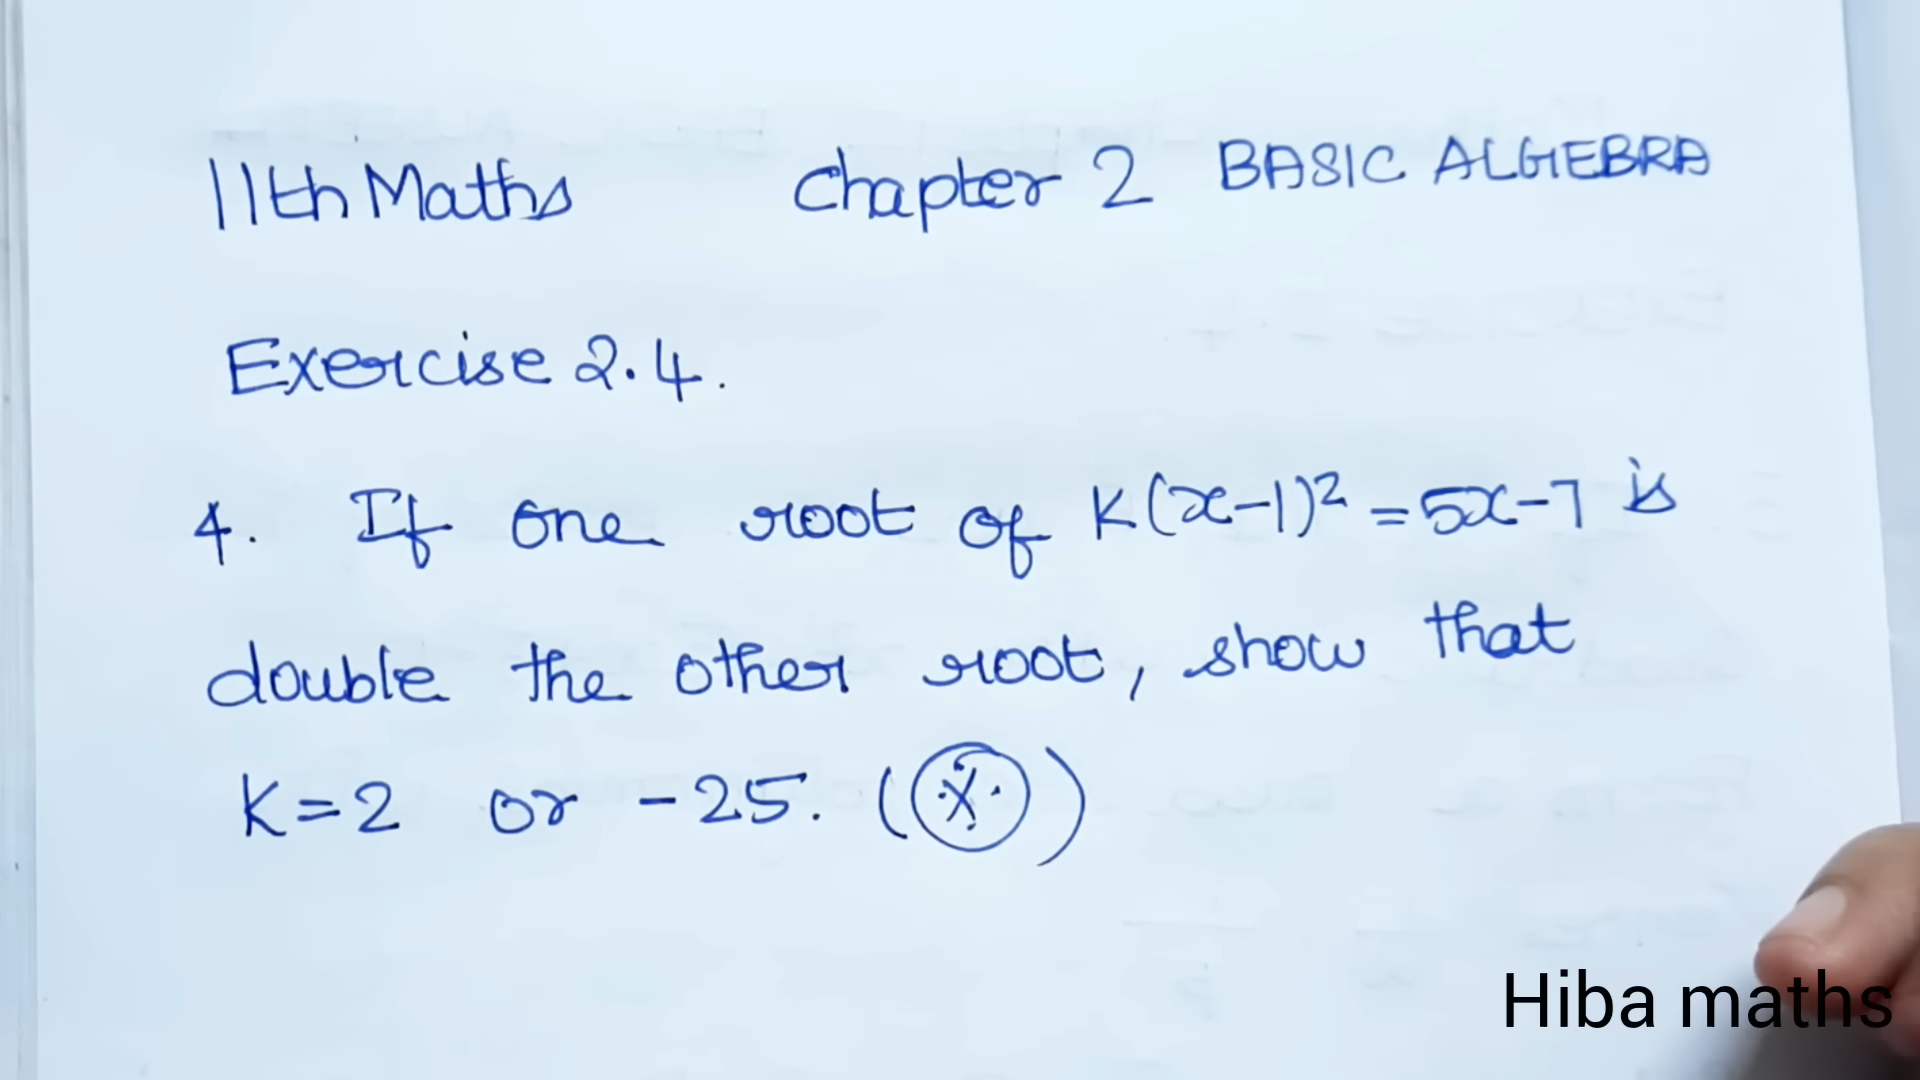 11th Maths Chapter 2 BASIC ALGEBRA
Exercise 2.4.
4. If one root of K(x-1)² = 5x-7 is
double the other root, show that
K=2 or -25. (X)
Hiba maths